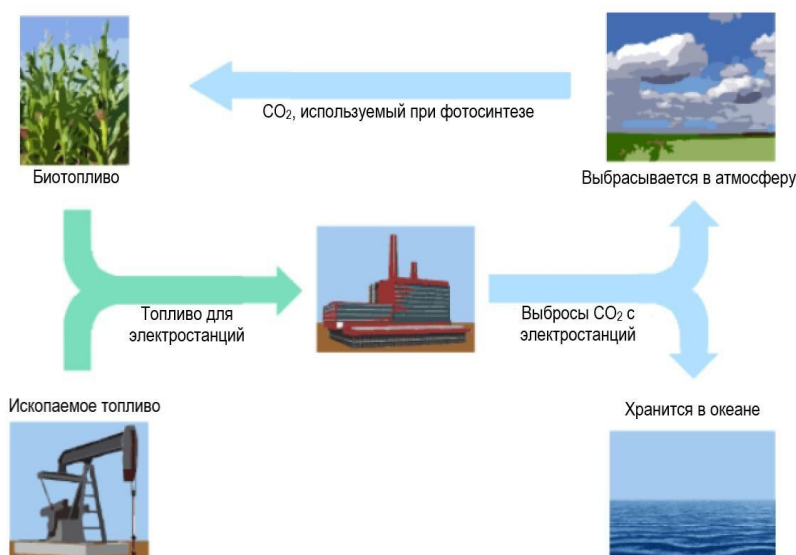 CO₂, используемый при фотосинтезе
Биотопливо
Выбрасывается в атмосферу
Топливо для
электростанций
Выбросы CO₂ с
электростанций
Ископаемое топливо
Хранится в океане